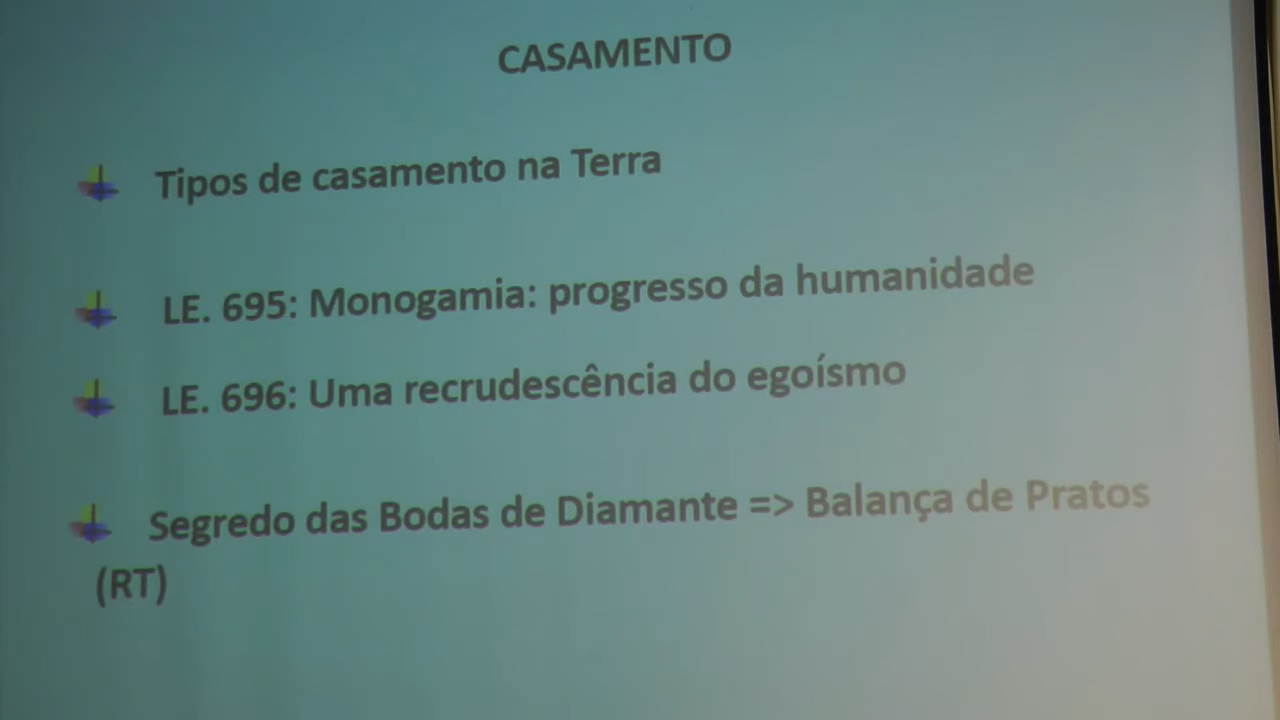 CASAMENTO
Tipos de casamento na Terra
LE. 695: Monogamia: progresso da humanidade
LE. 696: Uma recrudescência do egoísmo
Segredo das Bodas de Diamante => Balança de Pratos
(RT)